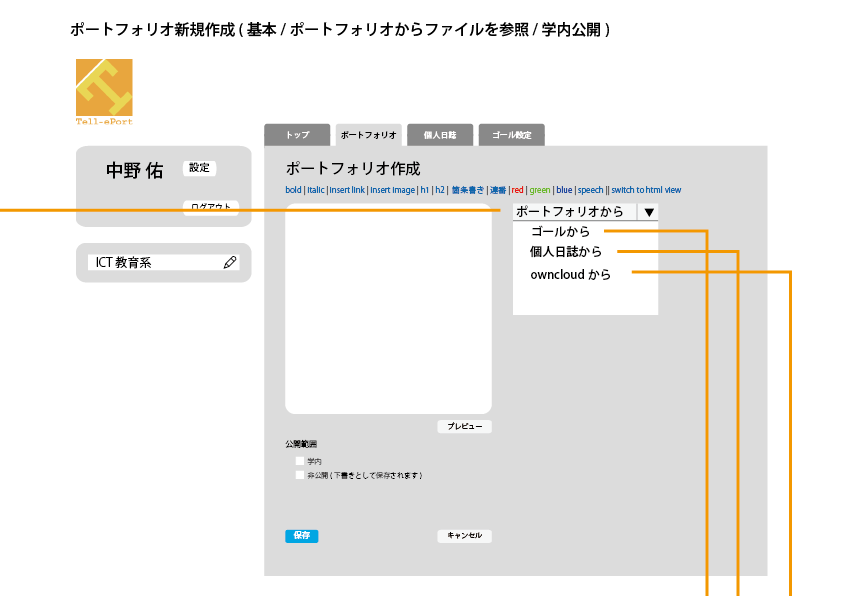 ポートフォリオ新規作成 ( 基本 / ポートフォリオからファイルを参照 / 学内公開 )
Tell-ePort
トップ ポートフォリオ 個人日誌 ゴール設定
中野 佑 設定
ログアウト
ICT 教育系
ポートフォリオ作成
bold | italic | insert link | insert image | h1 | h2 | 箇条書き | 連番 | red | green | blue | speech || switch to html view
ポートフォリオから ▼
ゴールから
個人日誌から
owncloud から
プレビュー
公開範囲
学内
非公開 ( 下書きとして保存されます )
保存 キャンセル